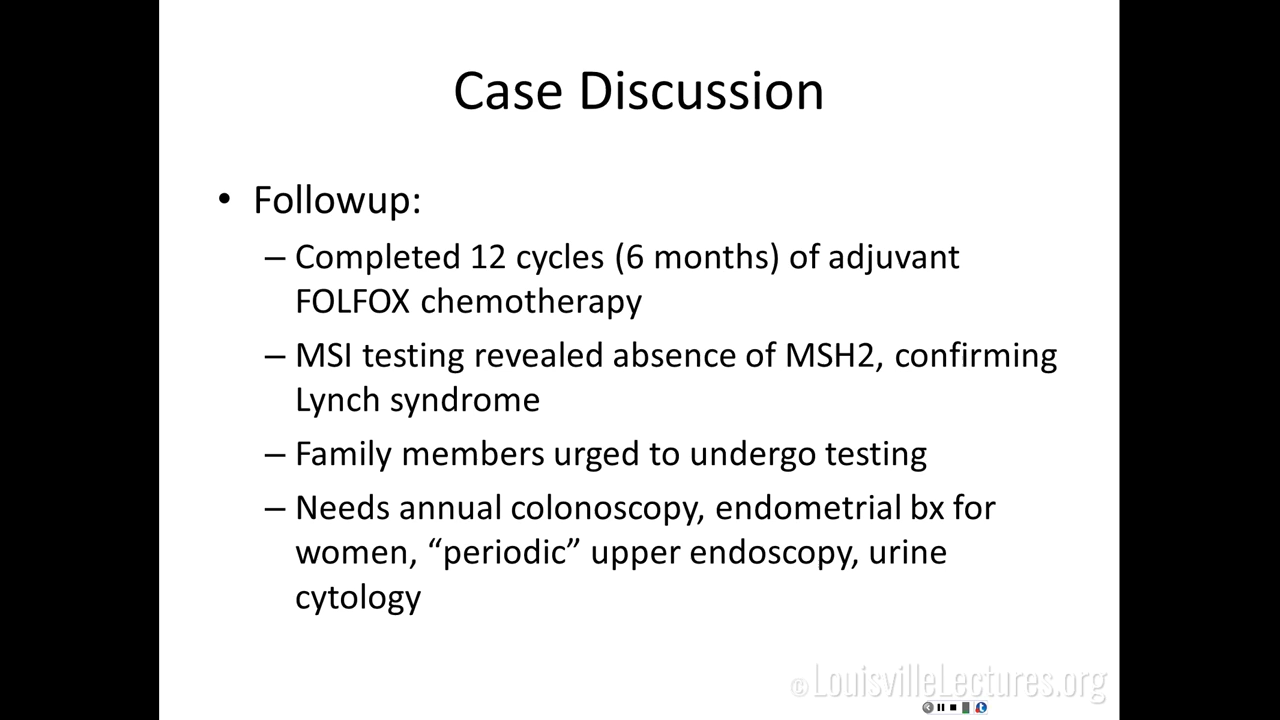 Case Discussion
• Followup:
– Completed 12 cycles (6 months) of adjuvant
FOLFOX chemotherapy
– MSI testing revealed absence of MSH2, confirming
Lynch syndrome
– Family members urged to undergo testing
– Needs annual colonoscopy, endometrial bx for
women, “periodic” upper endoscopy, urine
cytology
© LouisvilleLectures.org